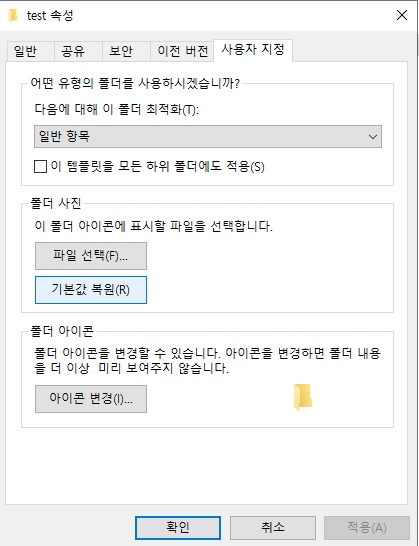 test 속성
일반 공유 보안 이전 버전 사용자 지정
어떤 유형의 폴더를 사용하시겠습니까?
다음에 대해 이 폴더 최적화(T):
일반 항목
이 템플릿을 모든 하위 폴더에도 적용(S)
폴더 사진
이 폴더 아이콘에 표시할 파일을 선택합니다.
파일 선택(F)...
기본값 복원(R)
폴더 아이콘
폴더 아이콘을 변경할 수 있습니다. 아이콘을 변경하면 폴더 내용
을 더 이상  미리 보여주지 않습니다.
아이콘 변경(I)...
확인 취소 적용(A)